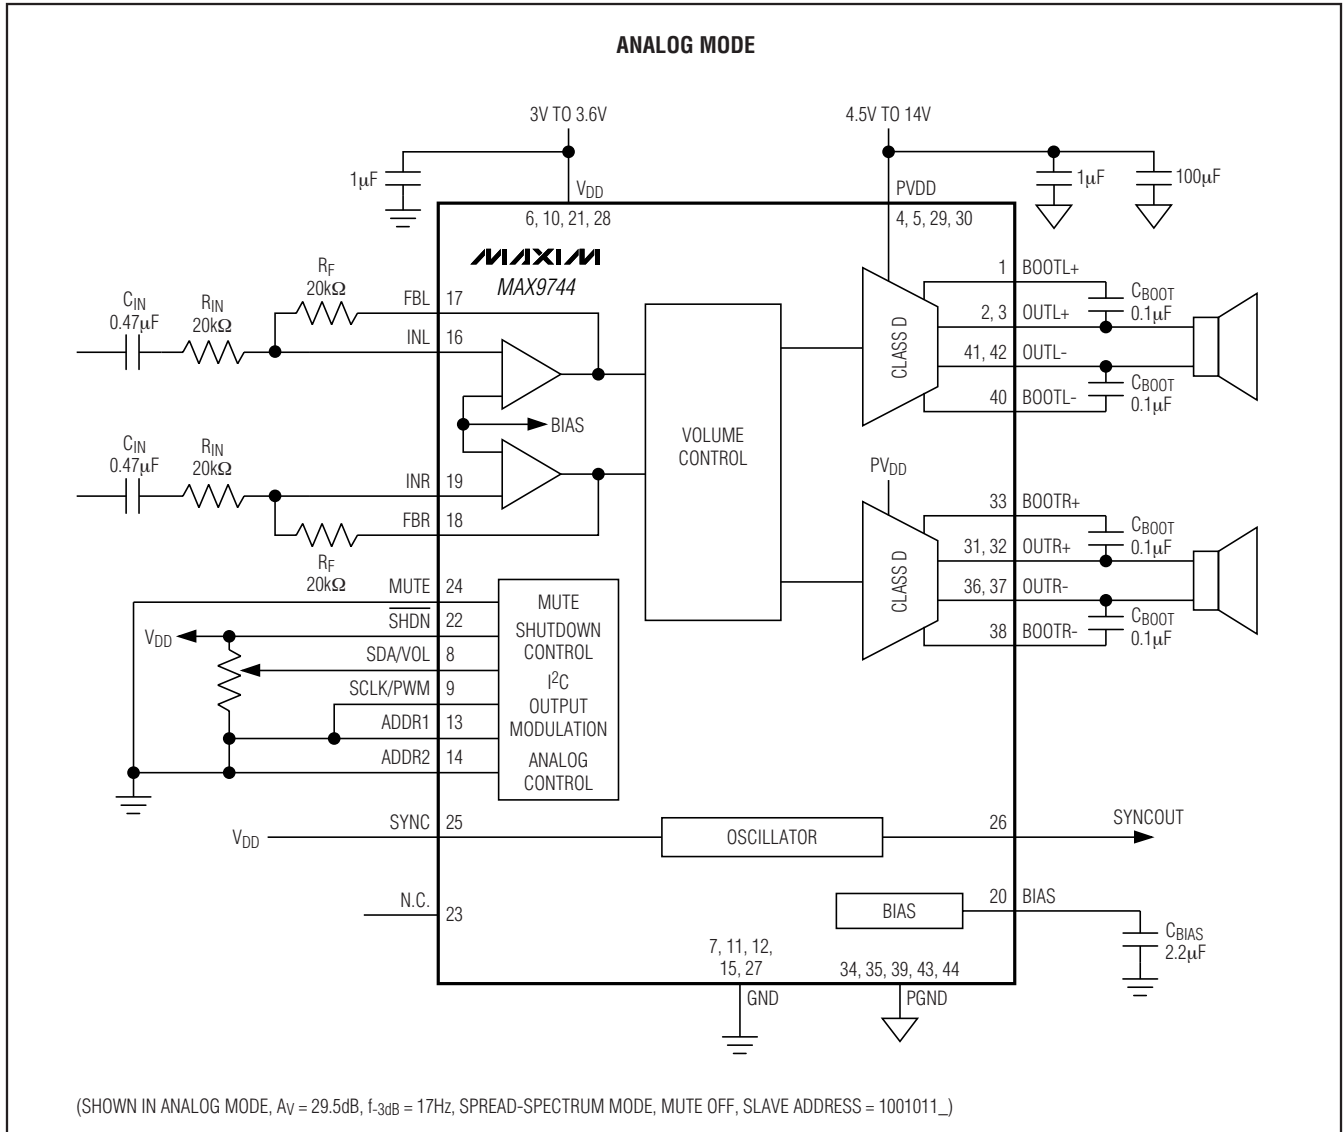 ANALOG MODE
3V TO 3.6V
4.5V TO 14V
1µF
VDD
PVDD
1µF
100µF
6, 10, 21, 28
4, 5, 29, 30
MAXIM
MAX9744
RF
20kΩ
CIN
0.47µF
RIN
20kΩ
FBL 17
INL 16
1 BOOTL+
CBOOT
0.1µF
2, 3 OUTL+
CLASS D
41, 42 OUTL-
CBOOT
0.1µF
40 BOOTL-
BIAS
VOLUME
CONTROL
CIN
0.47µF
RIN
20kΩ
INR 19
FBR 18
RF
20kΩ
PVDD
33 BOOTR+
CBOOT
0.1µF
31, 32 OUTR+
CLASS D
36, 37 OUTR-
CBOOT
0.1µF
38 BOOTR-
MUTE 24
SHDN 22
VDD
SDA/VOL 8
SCLK/PWM 9
ADDR1 13
ADDR2 14
MUTE
SHUTDOWN
CONTROL
I2C
OUTPUT
MODULATION
ANALOG
CONTROL
VDD
SYNC 25
OSCILLATOR
26
SYNCOUT
N.C.
23
BIAS
20 BIAS
CBIAS
2.2µF
7, 11, 12,
15, 27
34, 35, 39, 43, 44
GND
PGND
(SHOWN IN ANALOG MODE, AV = 29.5dB, f-3dB = 17Hz, SPREAD-SPECTRUM MODE, MUTE OFF, SLAVE ADDRESS = 1001011_)